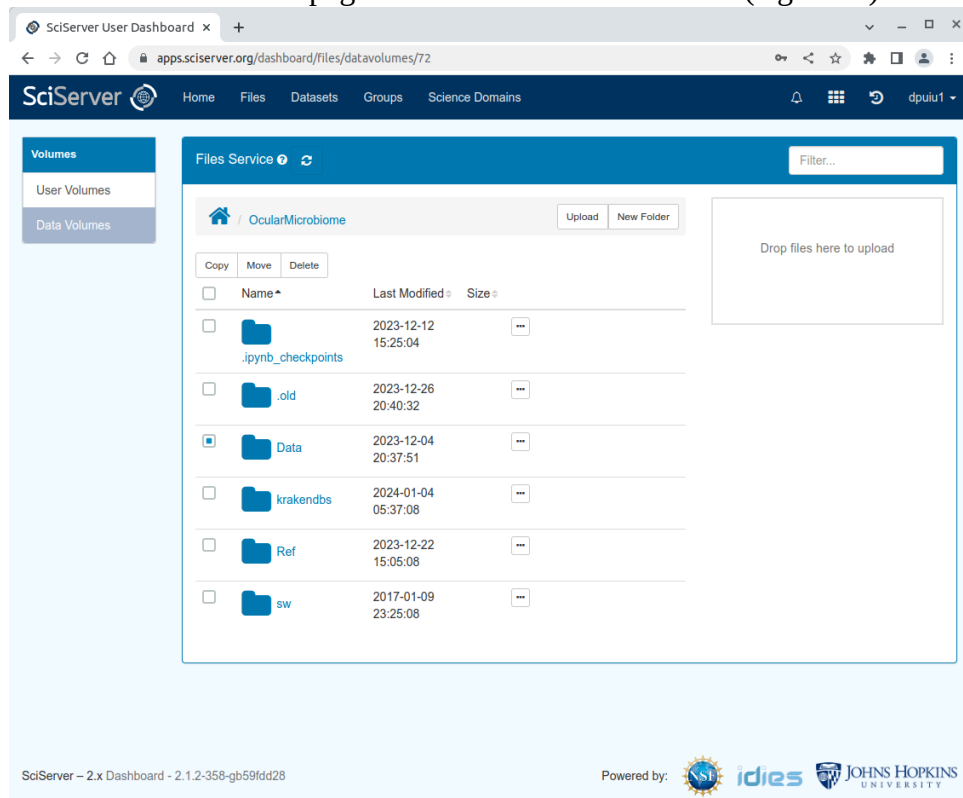 SciServer User Dashboard
apps.sciserver.org/dashboard/files/datavolumes/72
SciServer Home Files Datasets Groups Science Domains dpuiu1
Volumes
User Volumes
Data Volumes
Files Service Filter...
/ OcularMicrobiome Upload New Folder
Drop files here to upload
Copy Move Delete
Name Last Modified Size
.ipynb_checkpoints 2023-12-12
15:25:04
.old 2023-12-26
20:40:32
Data 2023-12-04
20:37:51
krakendbs 2024-01-04
05:37:08
Ref 2023-12-22
15:05:08
sw 2017-01-09
23:25:08
SciServer – 2.x Dashboard - 2.1.2-358-gb59fdd28 Powered by: NSF idies JOHNS HOPKINS
UNIVERSITY